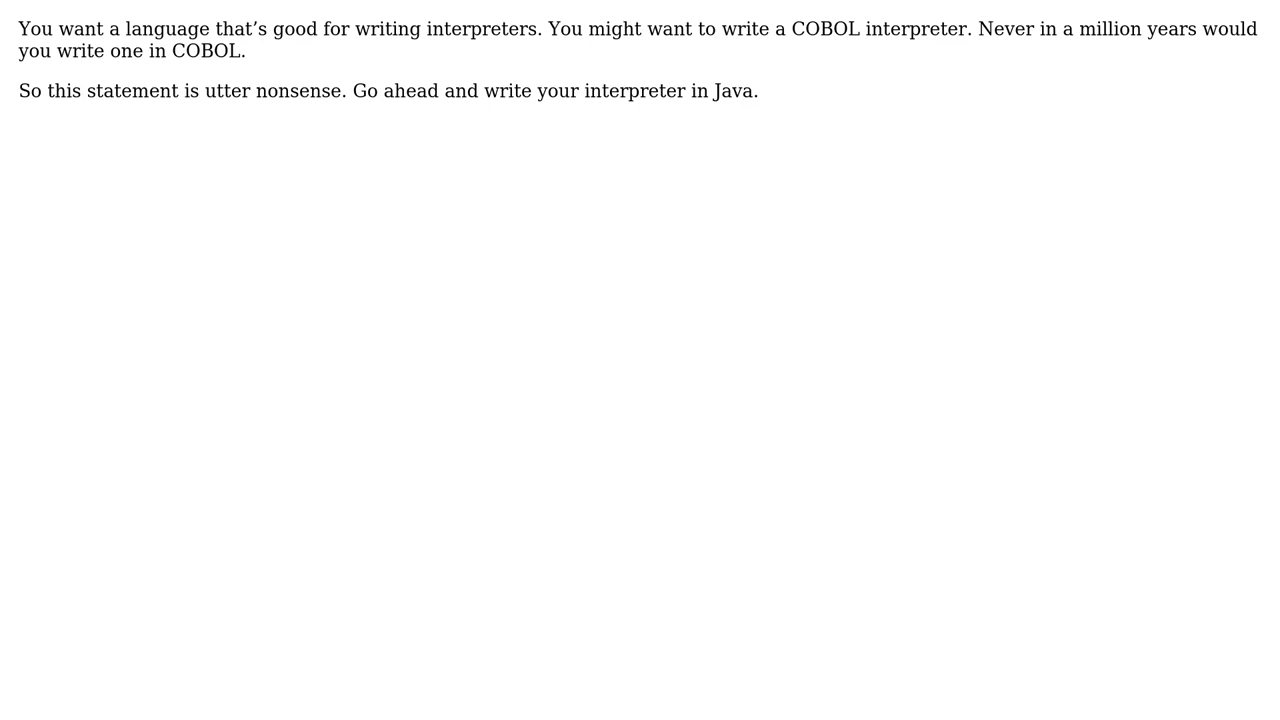 You want a language that’s good for writing interpreters. You might want to write a COBOL interpreter. Never in a million years would
you write one in COBOL.
So this statement is utter nonsense. Go ahead and write your interpreter in Java.